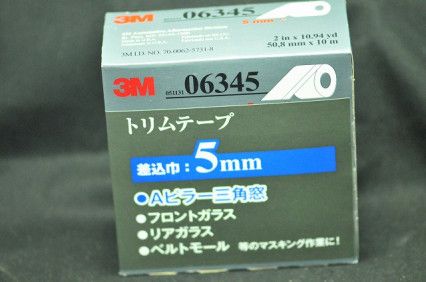 3M
06345
5mm
2 in x 10.94 yd
50,8 mm x 10 m
3M I.D. NO. 70-0062-5731-8
3M 051131 06345
トリムテープ
差込巾:5mm
●Aピラー三角窓
●フロントガラス
●リアガラス
●ベルトモール 等のマスキング作業に!